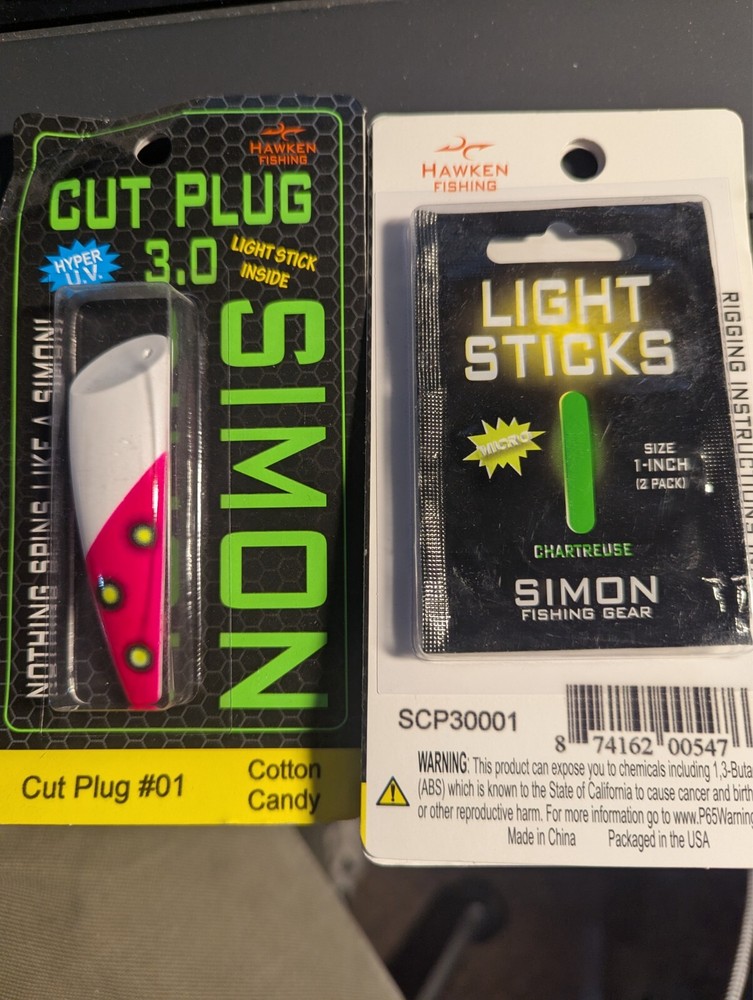 HAWKEN
FISHING
CUT PLUG
3.0
LIGHT STICK
INSIDE
HYPER
U.V.
NOTHING SPINS LIKE A SIMON!
SIMON
Cut Plug #01
Cotton
Candy
HAWKEN
FISHING
LIGHT
STICKS
MICRO
SIZE
1-INCH
(2 PACK)
CHARTREUSE
SIMON
FISHING GEAR
RIGGING INSTRUCTIONS
SCP30001
8 74162 00547
WARNING: This product can expose you to chemicals including 1,3-Buta
(ABS) which is known to the State of California to cause cancer and birth
or other reproductive harm. For more information go to www.P65Warning
Made in China Packaged in the USA